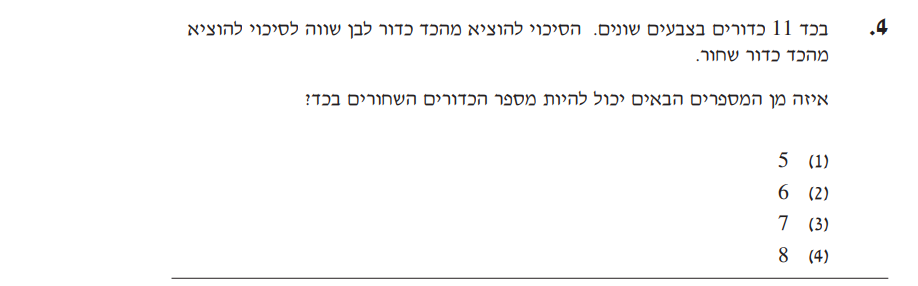 4. בכד 11 כדורים בצבעים שונים. הסיכוי להוציא מהכד כדור לבן שווה לסיכוי להוציא
מהכד כדור שחור.
איזה מן המספרים הבאים יכול להיות מספר הכדורים השחורים בכד?
(1) 5
(2) 6
(3) 7
(4) 8